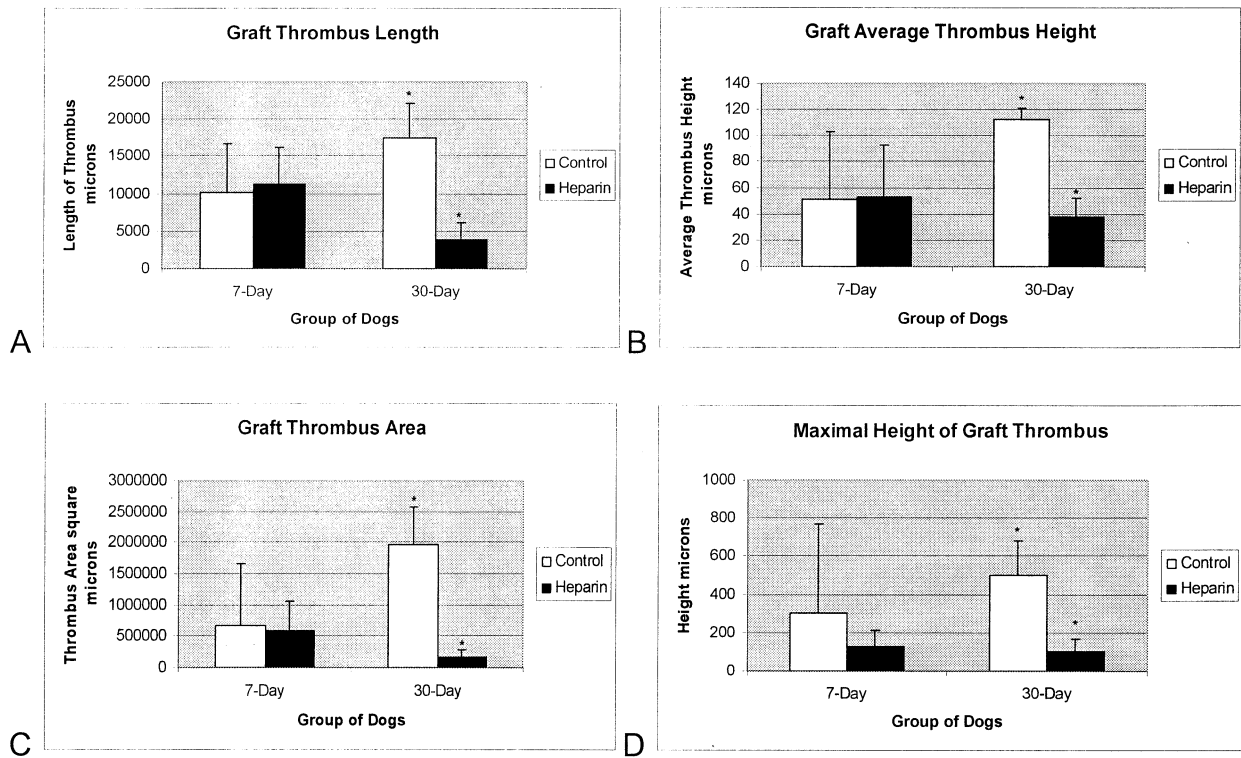 Graft Thrombus Length
Length of Thrombus
microns
25000
20000
15000
10000
5000
0
*
*
7-Day
30-Day
Group of Dogs
Control
Heparin
A
Graft Average Thrombus Height
Average Thrombus Height
microns
140
120
100
80
60
40
20
0
*
*
7-Day
30-Day
Group of Dogs
Control
Heparin
B
Graft Thrombus Area
Thrombus Area square
microns
3000000
2500000
2000000
1500000
1000000
500000
0
*
*
7-Day
30-Day
Group of Dogs
Control
Heparin
C
Maximal Height of Graft Thrombus
Height microns
1000
800
600
400
200
0
*
*
7-Day
30-Day
Group of Dogs
Control
Heparin
D